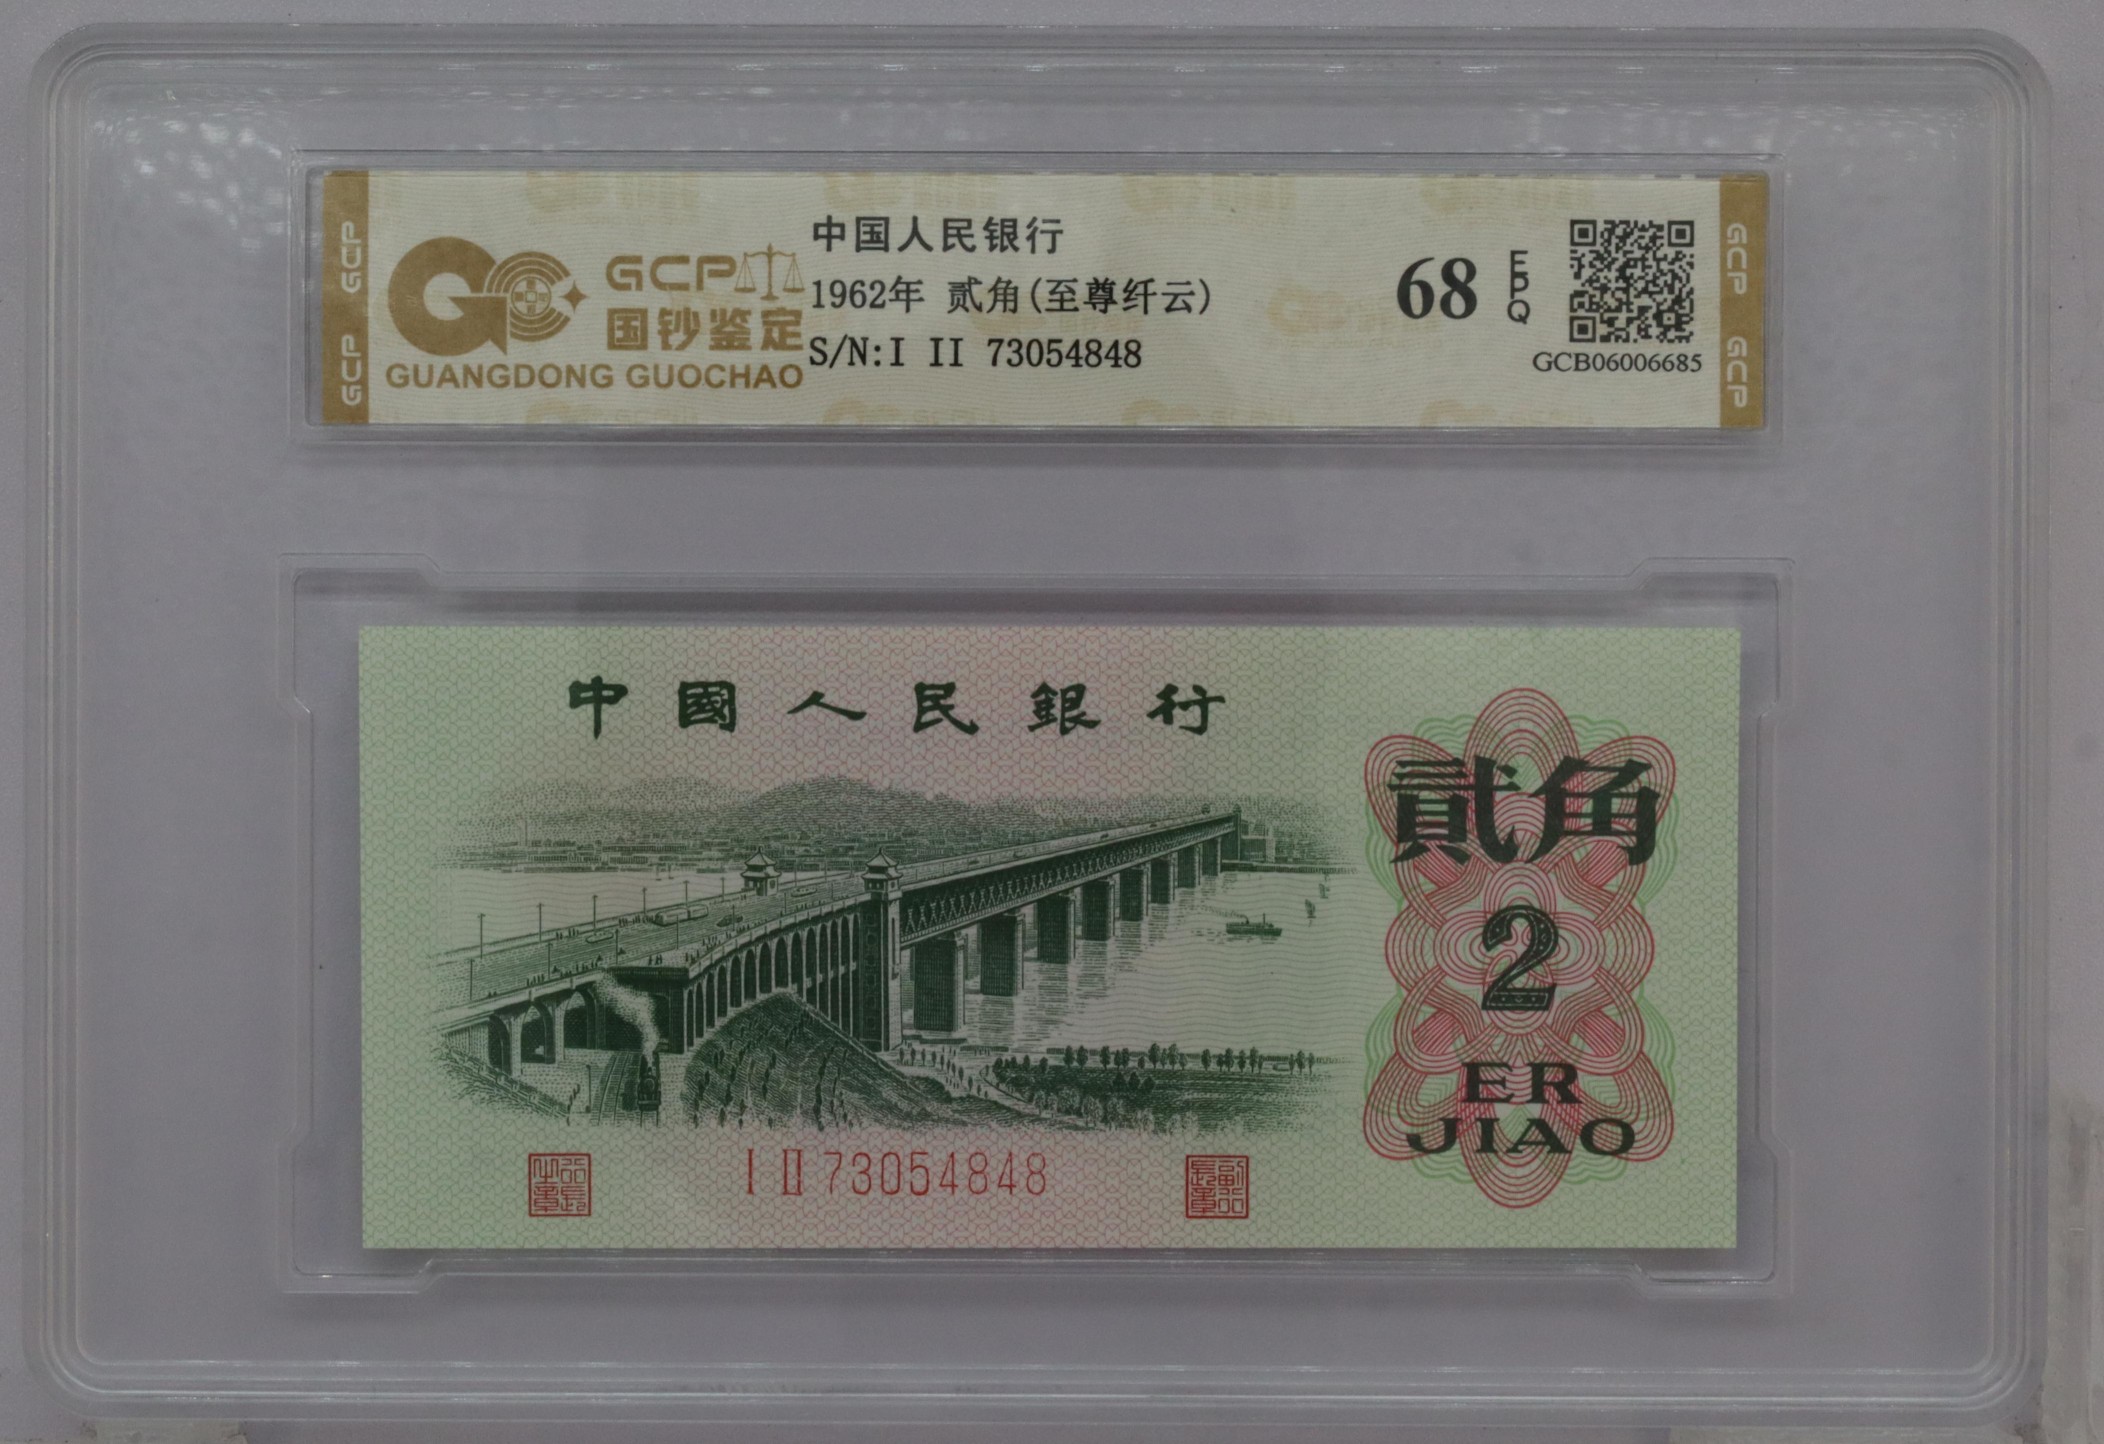 GCP
GCP
GCP
国钞鉴定
GUANGDONG GUOCHAO
中国人民银行
1962年 贰角(至尊纤云)
S/N:I II 73054848
68
EPQ
GCB06006685
GCP
GCP
中國人民銀行
貳角
2
ER
JIAO
I II 73054848